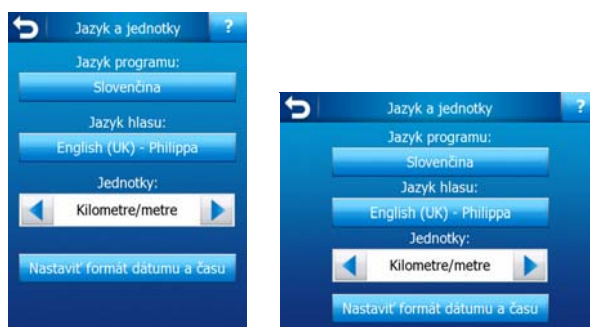 Jazyk a jednotky ?
Jazyk programu:
Slovenčina
Jazyk hlasu:
English (UK) - Philippa
Jednotky:
Kilometre/metre
Nastaviť formát dátumu a času
Jazyk a jednotky ?
Jazyk programu:
Slovenčina
Jazyk hlasu:
English (UK) - Philippa
Jednotky:
Kilometre/metre
Nastaviť formát dátumu a času